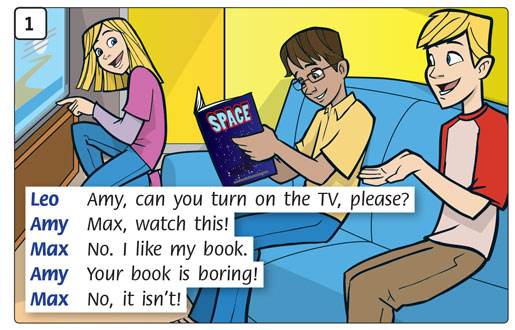 1
SPACE
Leo Amy, can you turn on the TV, please?
Amy Max, watch this!
Max No. I like my book.
Amy Your book is boring!
Max No, it isn't!